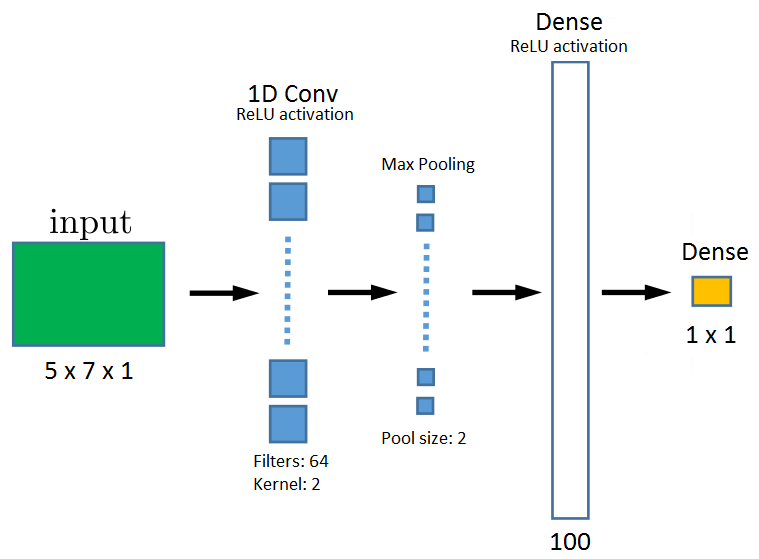 input
5 x 7 x 1
1D Conv
ReLU activation
Filters: 64
Kernel: 2
Max Pooling
Pool size: 2
Dense
ReLU activation
100
Dense
1 x 1